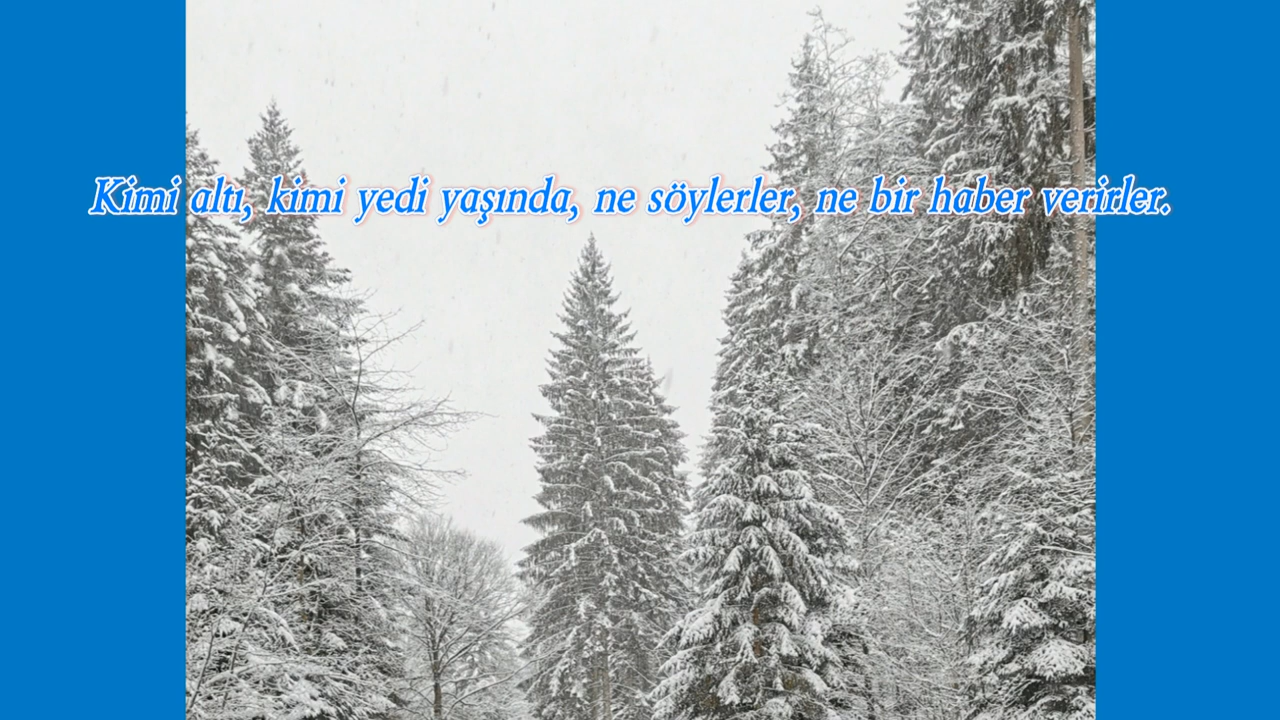 Kimi altı, kimi yedi yaşında, ne söylerler, ne bir haber verirler.